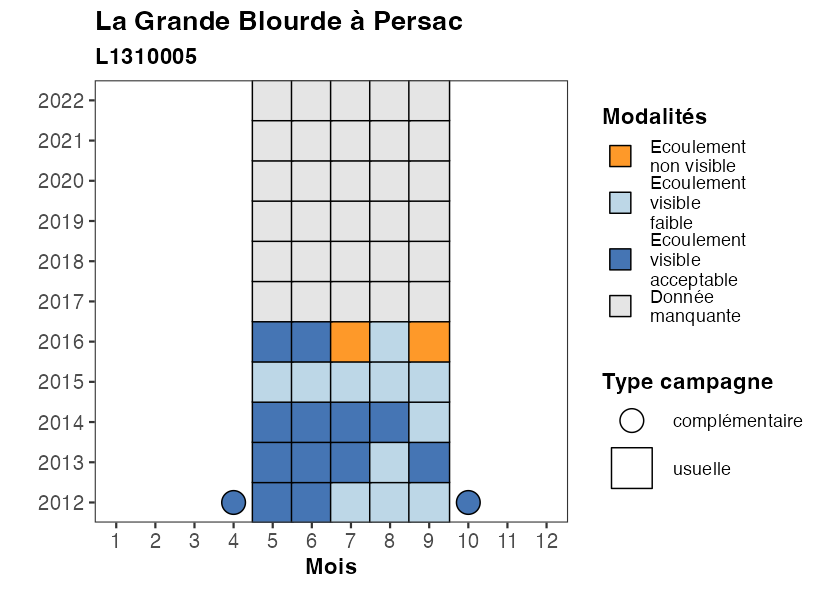 La Grande Blourde à Persac
L1310005
2022
2021
2020
2019
2018
2017
2016
2015
2014
2013
2012
1 2 3 4 5 6 7 8 9 10 11 12
Mois
Modalités
Ecoulement
non visible
Ecoulement
visible
faible
Ecoulement
visible
acceptable
Donnée
manquante
Type campagne
complémentaire
usuelle